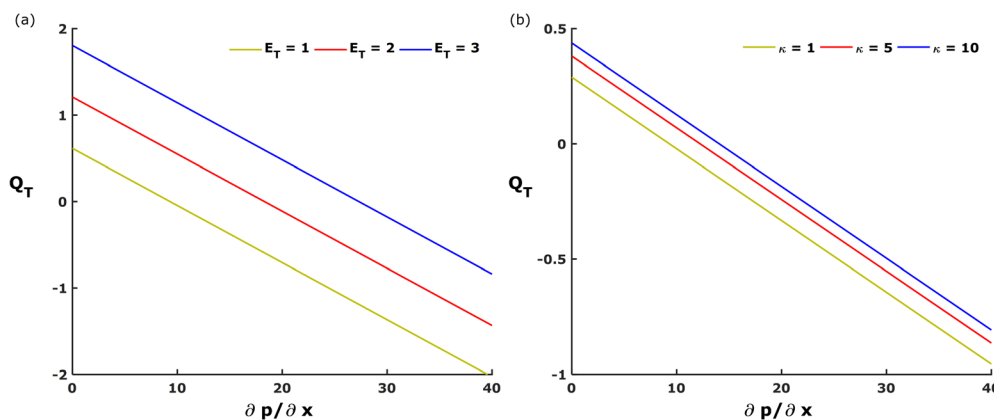 (a)
E_T = 1 E_T = 2 E_T = 3
2
1
0
-1
-2
Q_T
0 10 20 30 40
∂ p/∂ x
(b)
κ = 1 κ = 5 κ = 10
0.5
0
-0.5
-1
Q_T
0 10 20 30 40
∂ p/∂ x